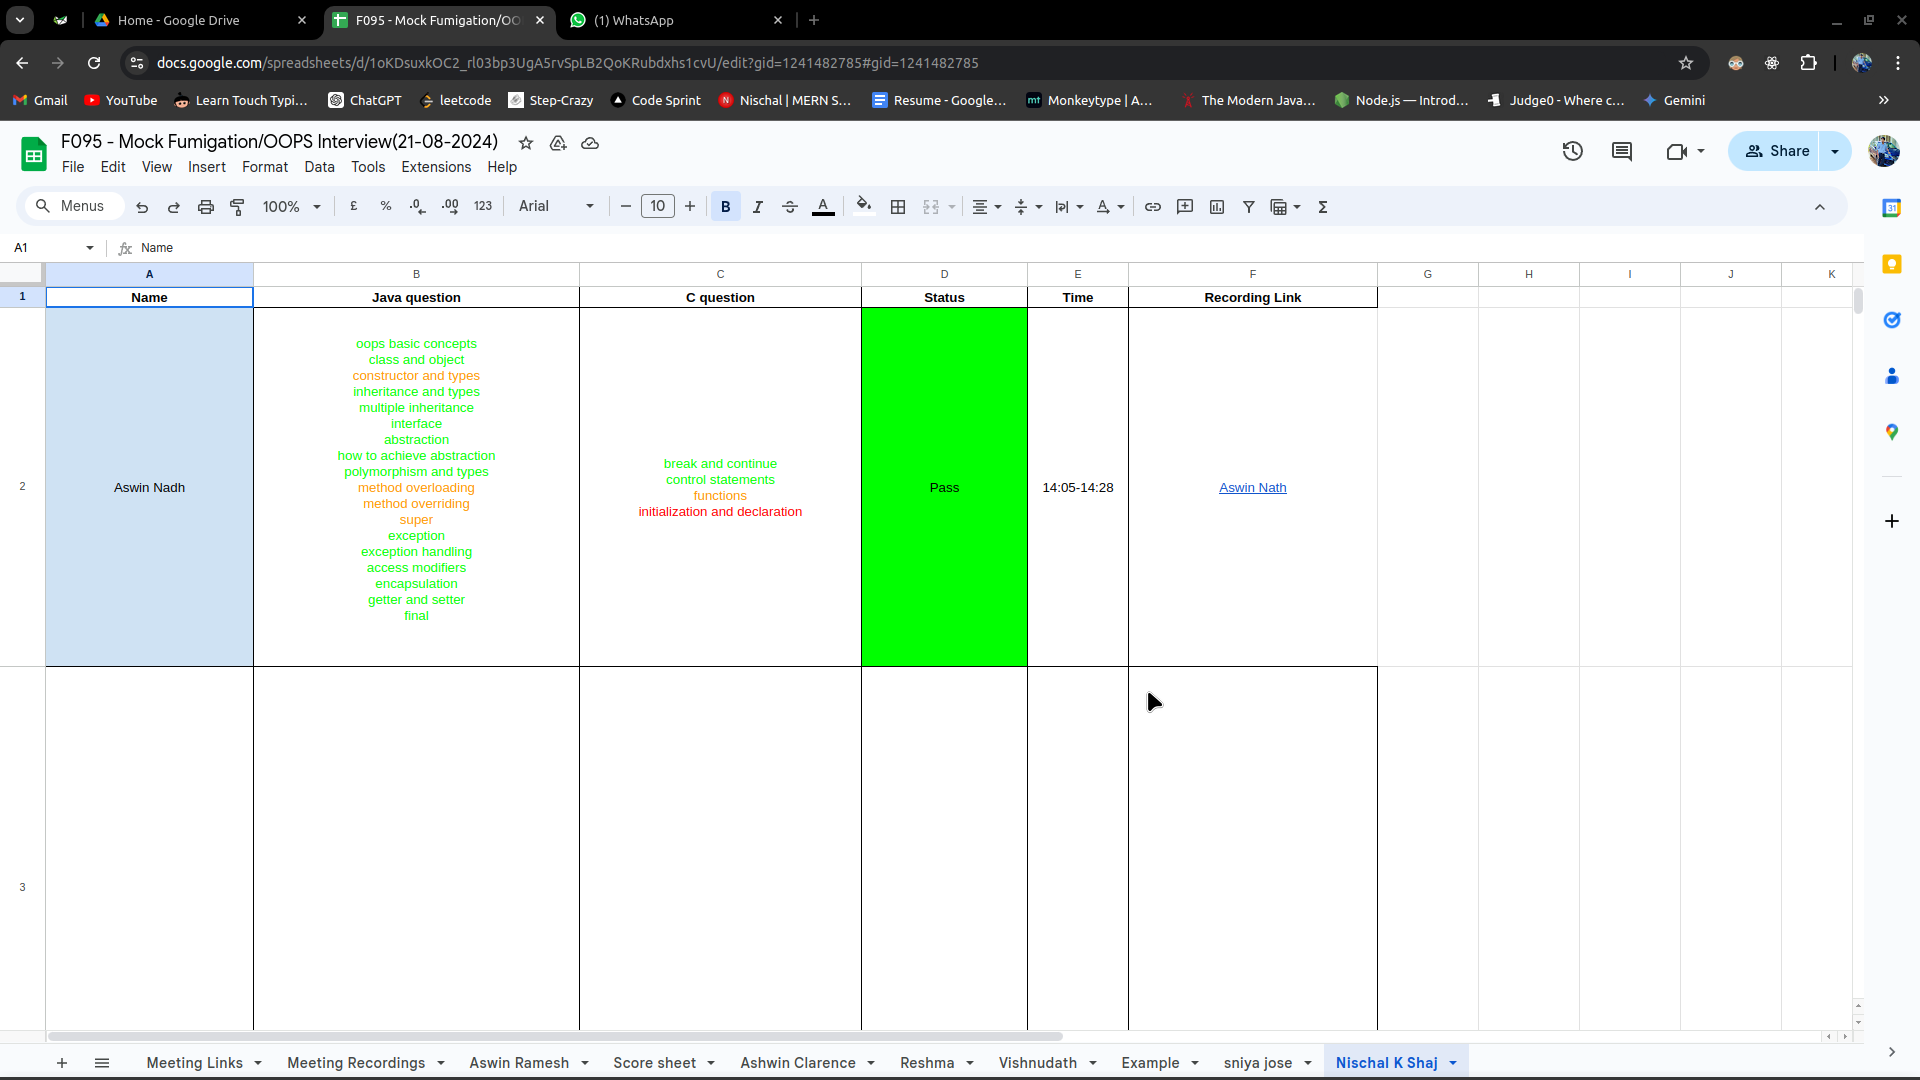 Home - Google Drive
F095 - Mock Fumigation/OO
(1) WhatsApp
docs.google.com/spreadsheets/d/1oKDsuxkOC2_rl03bp3UgA5rvSpLB2QoKRubdxhs1cvU/edit?gid=1241482785#gid=1241482785
Gmail
YouTube
Learn Touch Typi...
ChatGPT
leetcode
Step-Crazy
Code Sprint
Nischal | MERN S...
Resume - Google...
Monkeytype | A...
The Modern Java...
Node.js — Introd...
Judge0 - Where c...
Gemini
F095 - Mock Fumigation/OOPS Interview(21-08-2024)
File Edit View Insert Format Data Tools Extensions Help
Share
Menus 100% £ % .0 .00 123 Arial 10 B I A
31
A1 Name
A B C D E F G H I J K
1 Name Java question C question Status Time Recording Link
oops basic concepts
class and object
constructor and types
inheritance and types
multiple inheritance
interface
abstraction
how to achieve abstraction
polymorphism and types
method overloading
method overriding
super
exception
exception handling
access modifiers
encapsulation
getter and setter
final
break and continue
control statements
functions
initialization and declaration
2 Aswin Nadh
Pass
14:05-14:28
Aswin Nath
3
Meeting Links
Meeting Recordings
Aswin Ramesh
Score sheet
Ashwin Clarence
Reshma
Vishnudath
Example
sniya jose
Nischal K Shaj